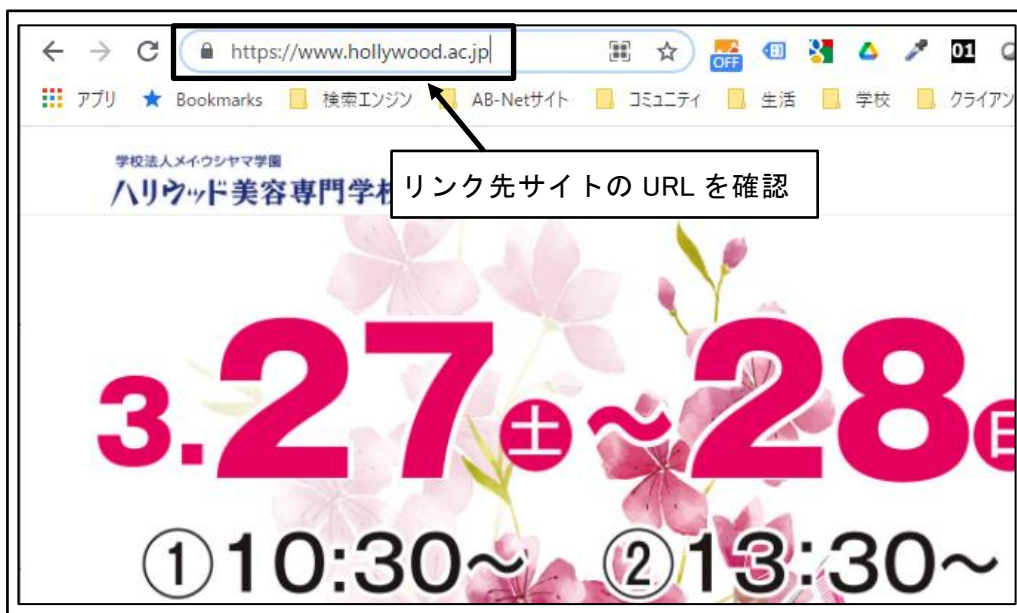 https://www.hollywood.ac.jp
OFF
01
アプリ Bookmarks 検索エンジン AB-Netサイト コミュニティ 生活 学校 クライアン
学校法人メイ・ウシヤマ学園
ハリウッド美容専門学校
リンク先サイトの URL を確認
3.27土～28日
①10:30～ ②13:30～